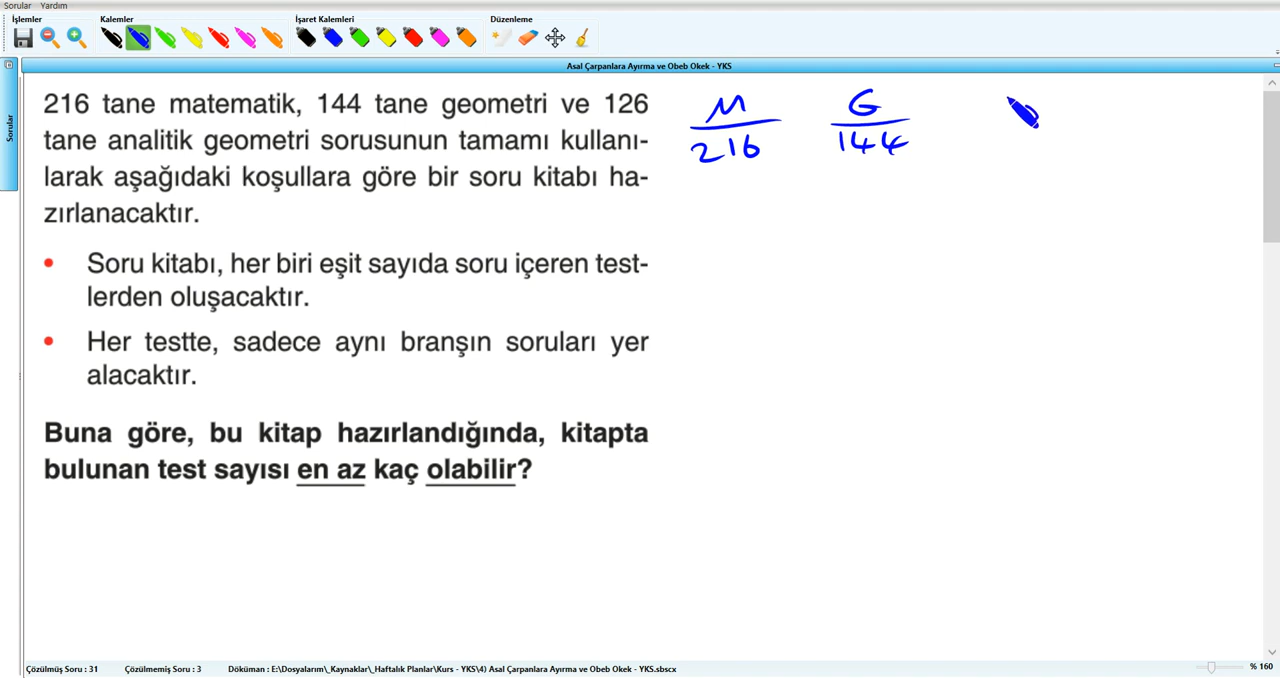 Sorular Yardım
İşlemler Kalemler İşaret Kalemleri Düzenleme
Asal Çarpanlara Ayırma ve Obeb Okek - YKS
Sorular
216 tane matematik, 144 tane geometri ve 126
tane analitik geometri sorusunun tamamı kullanı-
larak aşağıdaki koşullara göre bir soru kitabı ha-
zırlanacaktır.
• Soru kitabı, her biri eşit sayıda soru içeren test-
lerden oluşacaktır.
• Her testte, sadece aynı branşın soruları yer
alacaktır.
Buna göre, bu kitap hazırlandığında, kitapta
bulunan test sayısı en az kaç olabilir?
M G
216 144
Çözülmüş Soru : 31 Çözülmemiş Soru : 3 Döküman : E:\Dosyalarım\_Kaynaklar\_Haftalık Planlar\Kurs - YKS\4) Asal Çarpanlara Ayırma ve Obeb Okek - YKS.sbscx % 160